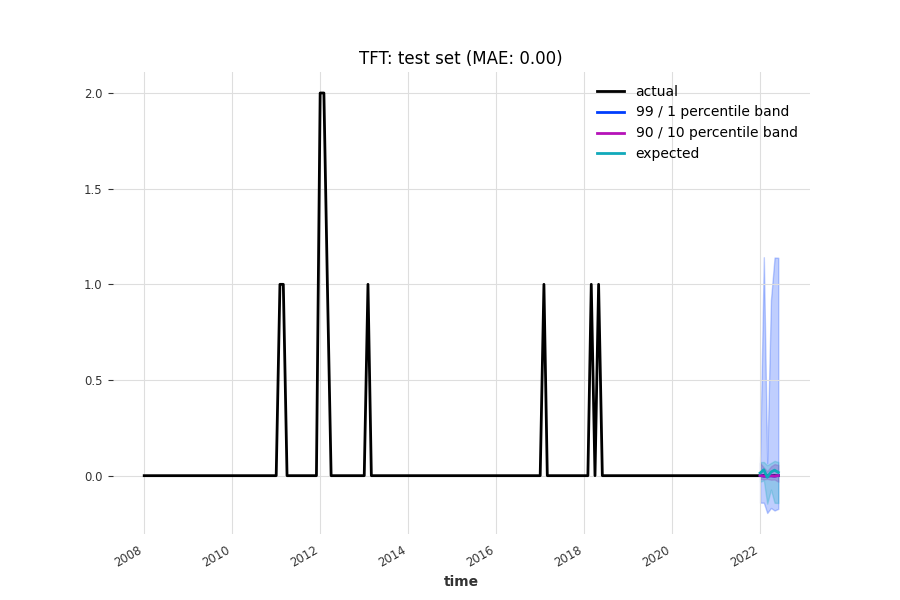 TFT: test set (MAE: 0.00)
actual
99 / 1 percentile band
90 / 10 percentile band
expected
2.0
1.5
1.0
0.5
0.0
2008
2010
2012
2014
2016
2018
2020
2022
time